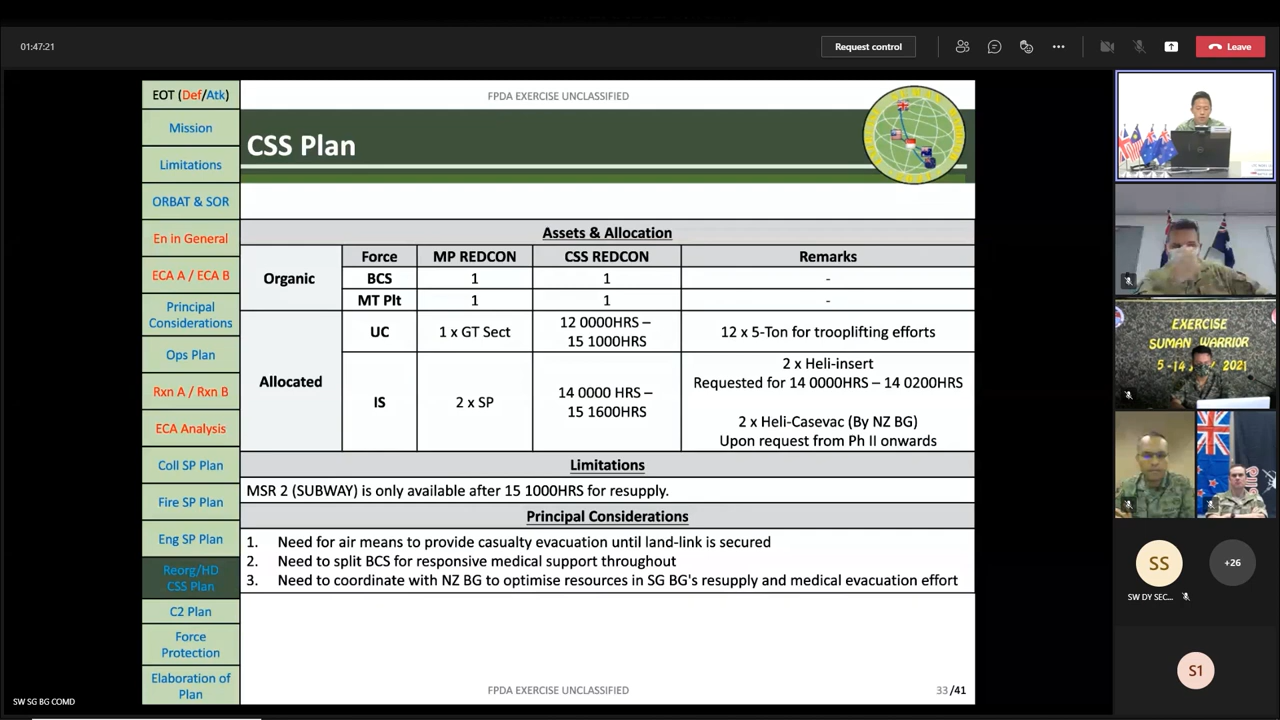 01:47:21
Request control
Leave
EOT (Def/Atk)
Mission
Limitations
ORBAT & SOR
En in General
ECA A / ECA B
Principal
Considerations
Ops Plan
Rxn A / Rxn B
ECA Analysis
Coll SP Plan
Fire SP Plan
Eng SP Plan
Reorg/HD
CSS Plan
C2 Plan
Force
Protection
Elaboration of
Plan
FPDA EXERCISE UNCLASSIFIED
CSS Plan
Assets & Allocation
Force MP REDCON CSS REDCON Remarks
Organic
BCS 1 1 -
MT Plt 1 1 -
Allocated
UC 1 x GT Sect 12 0000HRS –
15 1000HRS 12 x 5-Ton for trooplifting efforts
IS 2 x SP 14 0000 HRS –
15 1600HRS
2 x Heli-insert
Requested for 14 0000HRS – 14 0200HRS
2 x Heli-Casevac (By NZ BG)
Upon request from Ph II onwards
Limitations
MSR 2 (SUBWAY) is only available after 15 1000HRS for resupply.
Principal Considerations
1. Need for air means to provide casualty evacuation until land-link is secured
2. Need to split BCS for responsive medical support throughout
3. Need to coordinate with NZ BG to optimise resources in SG BG's resupply and medical evacuation effort
FPDA EXERCISE UNCLASSIFIED
33 /41
SW SG BG COMD
EXERCISE
SUMAN WARRIOR
5-14 2021
SS
+26
SW DY SEC...
S1